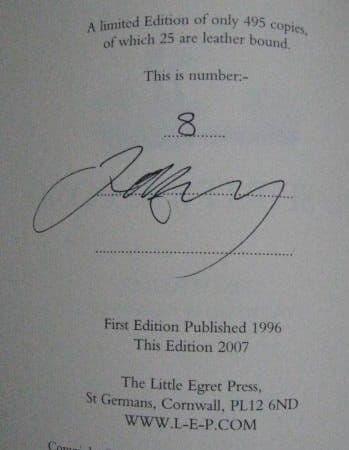 A limited Edition of only 495 copies,
of which 25 are leather bound.
This is number:-
8
First Edition Published 1996
This Edition 2007
The Little Egret Press,
St Germans, Cornwall, PL12 6ND
WWW.L-E-P.COM